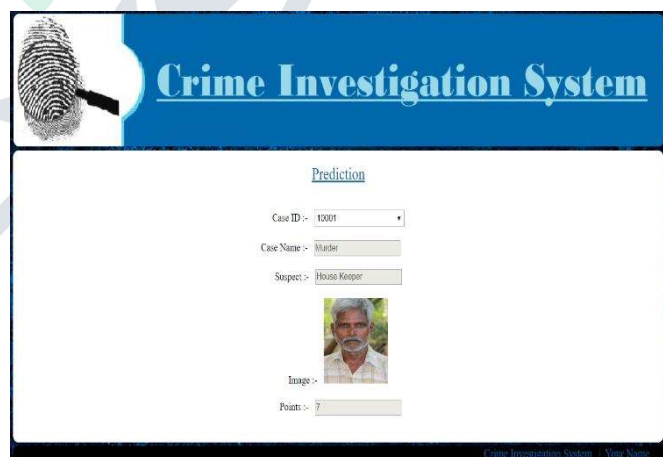 Crime Investigation System
Prediction
Case ID :- 10001
Case Name :- Murder
Suspect :- House Keeper
Image :-
Points :- 7
Crime Investigation System | Your Name